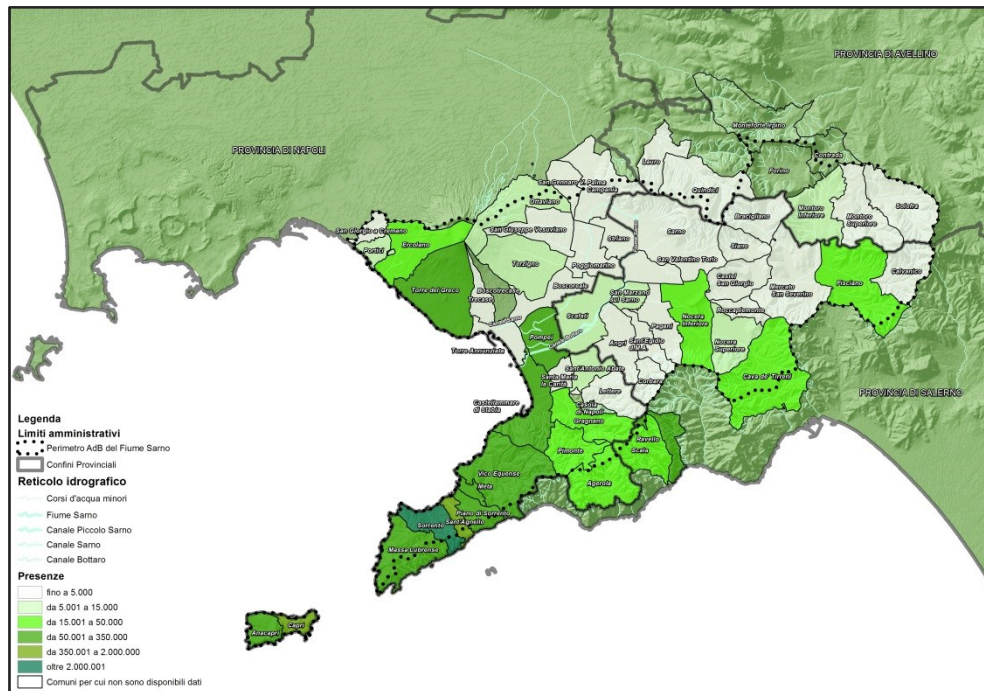 PROVINCIA DI AVELLINO
PROVINCIA DI NAPOLI
PROVINCIA DI SALERNO
Monteforte Irpino
Contrada
Forino
Lauro
Quindici
San Gennaro V.
Palma
Campania
Ottaviano
Montoro
Inferiore
Montoro
Superiore
Solofra
Bracigliano
San Giorgio a Cremano
Portici
Ercolano
San Giuseppe Vesuviano
Striano
Sarno
Siano
Terzigno
Poggiomarino
San Valentino Torio
Castel
San Giorgio
Mercato
San Severino
Fisciano
Calvanico
Torre del Greco
Boscotrecase
Trecase
Boscoreale
San Marzano
sul Sarno
Roccapiemonte
Scafati
Pompei
Torre Annunziata
Nocera
Inferiore
Nocera
Superiore
Pagani
Angri
Sant'Egidio
D.M.A.
Sant'Antonio Abate
Santa Maria
la Carità
Corbara
Cava de' Tirreni
Castellammare
di Stabia
Lettere
Casola
di Napoli
Gragnano
Pimonte
Ravello
Scala
Agerola
Vico Equense
Meta
Piano di Sorrento
Sant'Agnello
Sorrento
Massa Lubrense
Anacapri
Capri
Legenda
Limiti amministrativi
Perimetro AdB del Fiume Sarno
Confini Provinciali
Reticolo idrografico
Corsi d'acqua minori
Fiume Sarno
Canale Piccolo Sarno
Canale Sarno
Canale Bottaro
Presenze
fino a 5.000
da 5.001 a 15.000
da 15.001 a 50.000
da 50.001 a 350.000
da 350.001 a 2.000.000
oltre 2.000.001
Comuni per cui non sono disponibili dati